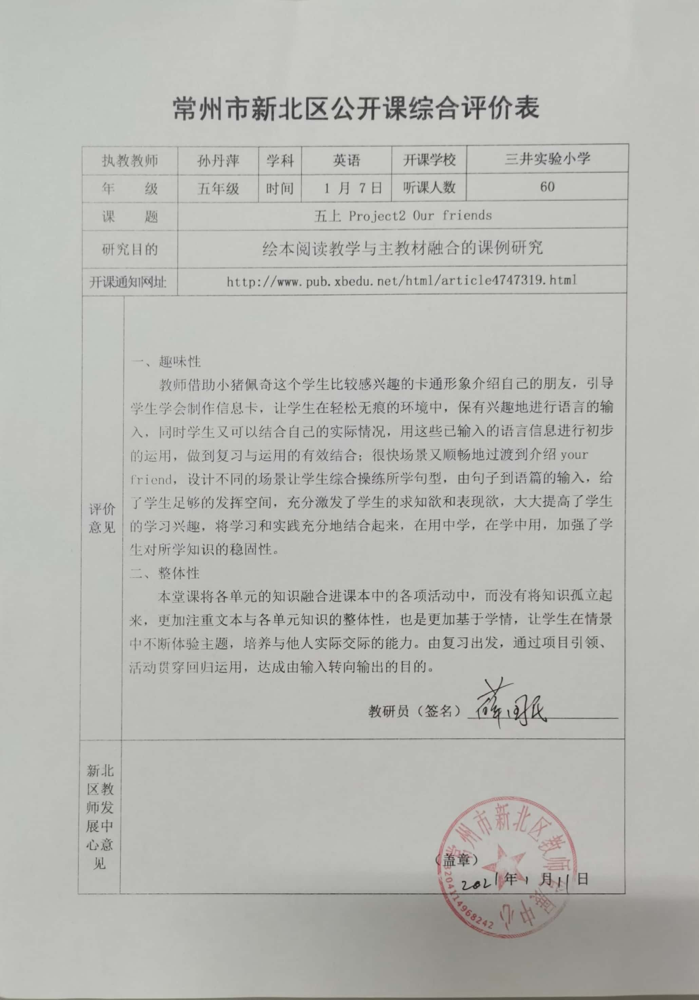 常州市新北区公开课综合评价表
执教教师 孙丹萍 学科 英语 开课学校 三井实验小学
年 级 五年级 时间 1 月 7日 听课人数 60
课 题 五上 Project2 Our friends
研究目的 绘本阅读教学与主教材融合的课例研究
开课通知网址 http://www.pub.xbedu.net/html/article4747319.html
评价
意见
一、趣味性
教师借助小猪佩奇这个学生比较感兴趣的卡通形象介绍自己的朋友，引导
学生学会制作信息卡，让学生在轻松无痕的环境中，保有兴趣地进行语言的输
入，同时学生又可以结合自己的实际情况，用这些已输入的语言信息进行初步
的运用，做到复习与运用的有效结合；很快场景又顺畅地过渡到介绍 your
friend，设计不同的场景让学生综合操练所学句型，由句子到语篇的输入，给
了学生足够的发挥空间，充分激发了学生的求知欲和表现欲，大大提高了学生
的学习兴趣，将学习和实践充分地结合起来，在用中学，在学中用，加强了学
生对所学知识的稳固性。
二、整体性
本堂课将各单元的知识融合进课本中的各项活动中，而没有将知识孤立起
来，更加注重文本与各单元知识的整体性，也是更加基于学情，让学生在情景
中不断体验主题，培养与他人实际交际的能力。由复习出发，通过项目引领、
活动贯穿回归运用，达成由输入转向输出的目的。
教研员（签名）薛国民
新北
区教
师发
展中
心意
见
常州市新北区教师发展中心
（盖章）
2021年1月11日
3204114968242